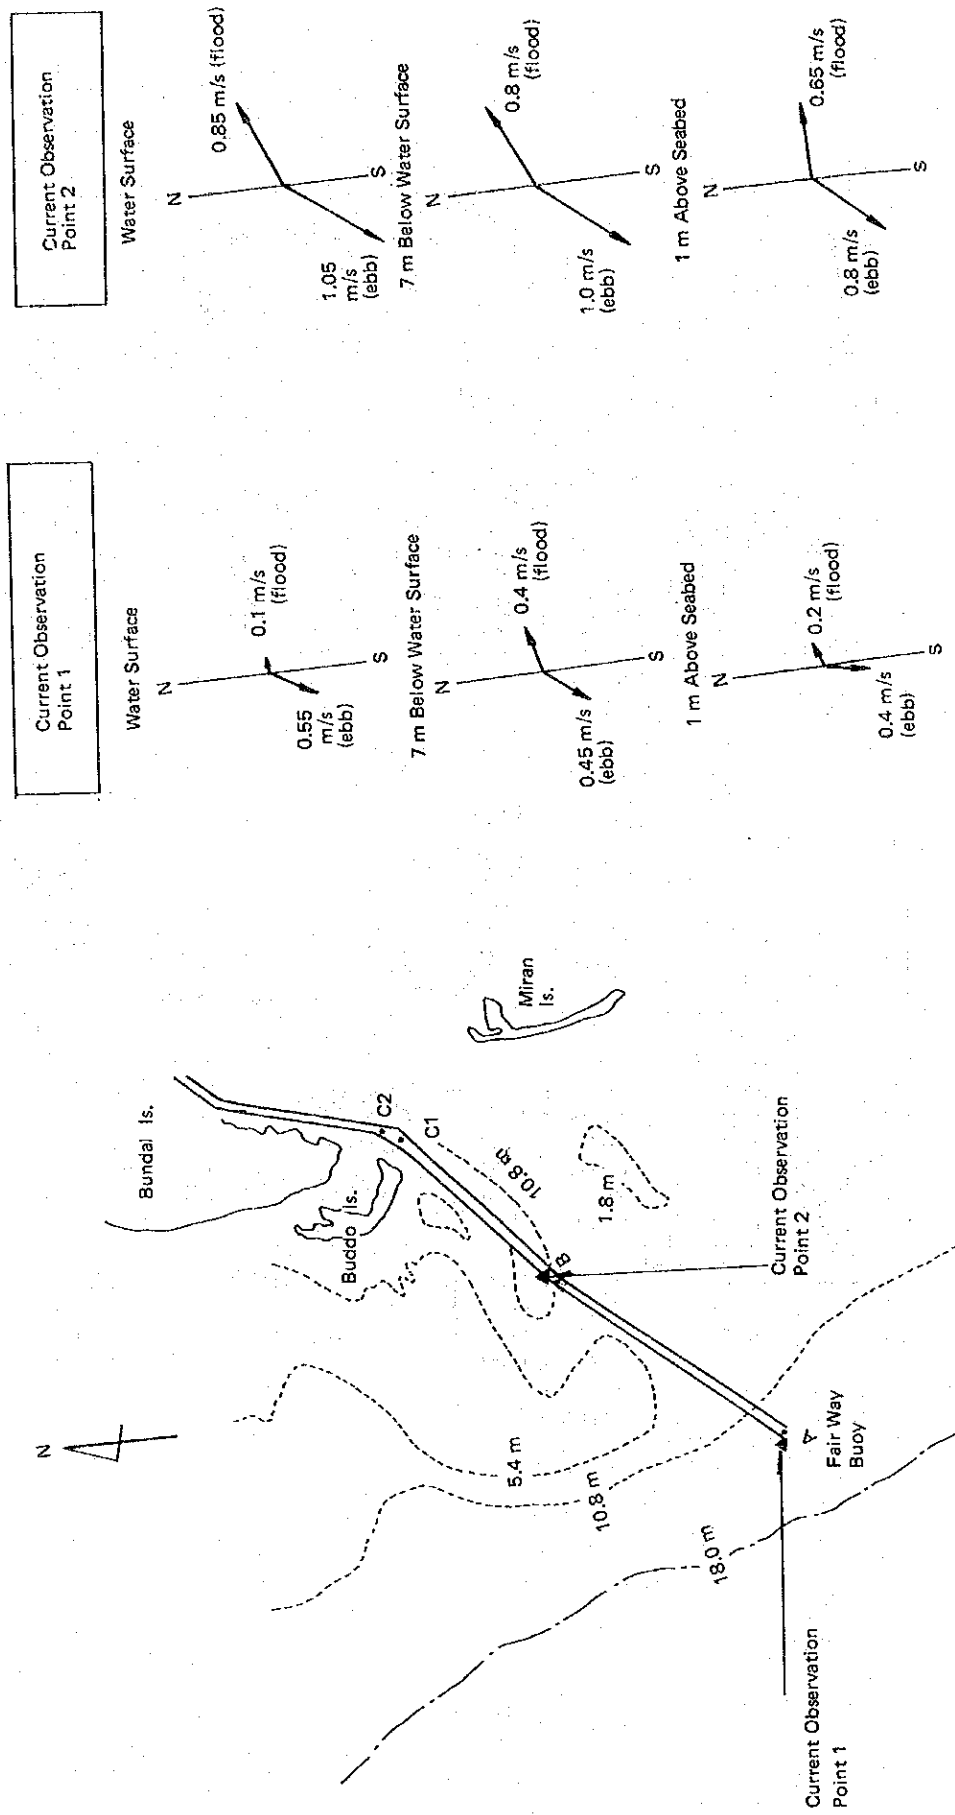 Current Observation
Point 1
Water Surface
N
0.1 m/s
(flood)
0.55
m/s
(ebb)
S
7 m Below Water Surface
N
0.4 m/s
(flood)
0.45 m/s
(ebb)
S
1 m Above Seabed
N
0.2 m/s
(flood)
0.4 m/s
(ebb)
S
Current Observation
Point 2
Water Surface
N
0.85 m/s (flood)
1.05
m/s
(ebb)
S
7 m Below Water Surface
N
0.8 m/s
(flood)
1.0 m/s
(ebb)
S
1 m Above Seabed
N
0.65 m/s
(flood)
0.8 m/s
(ebb)
S
N
Bundal Is.
Buddo Is.
C2
C1
Miran
Is.
10.8 m
1.8 m
B
5.4 m
10.8 m
18.0 m
Current Observation
Point 2
Fair Way
Buoy
Current Observation
Point 1